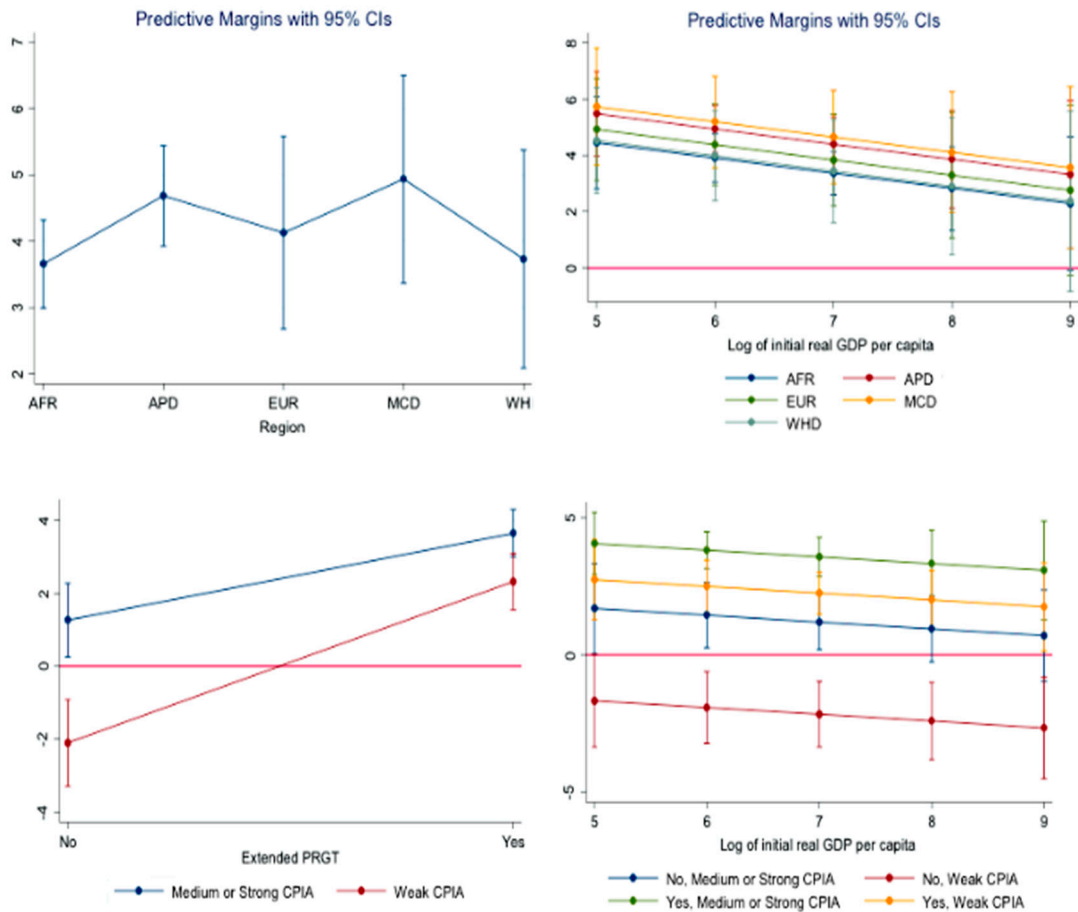 Predictive Margins with 95% CIs
7
6
5
4
3
2
AFR APD EUR MCD WH
Region
Predictive Margins with 95% CIs
8
6
4
2
0
5 6 7 8 9
Log of initial real GDP per capita
AFR APD
EUR MCD
WHD
4
2
0
-2
-4
No Yes
Extended PRGT
Medium or Strong CPIA Weak CPIA
5
0
-5
5 6 7 8 9
Log of initial real GDP per capita
No, Medium or Strong CPIA No, Weak CPIA
Yes, Medium or Strong CPIA Yes, Weak CPIA